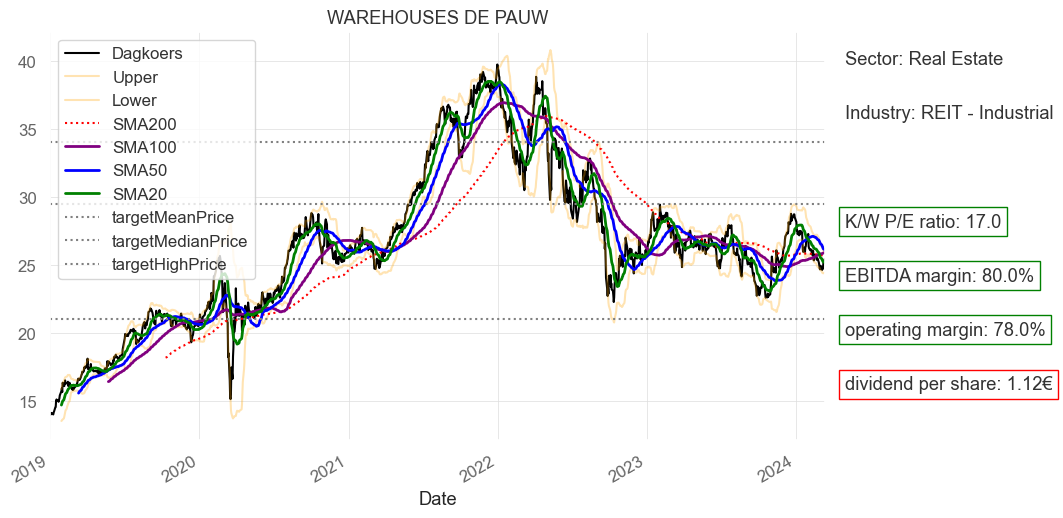 WAREHOUSES DE PAUW
Dagkoers
Upper
Lower
SMA200
SMA100
SMA50
SMA20
targetMeanPrice
targetMedianPrice
targetHighPrice
40
35
30
25
20
15
2019
2020
2021
2022
2023
2024
Date
Sector: Real Estate
Industry: REIT - Industrial
K/W P/E ratio: 17.0
EBITDA margin: 80.0%
operating margin: 78.0%
dividend per share: 1.12€